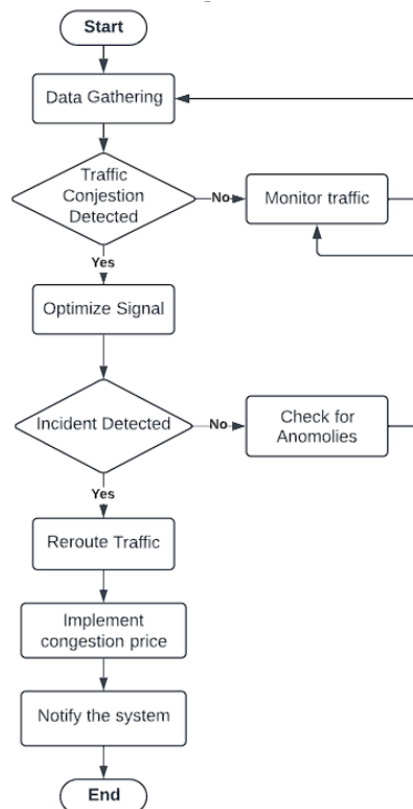 Start
Data Gathering
Traffic
Conjestion
Detected
No
Monitor traffic
Yes
Optimize Signal
Incident Detected
No
Check for
Anomolies
Yes
Reroute Traffic
Implement
congestion price
Notify the system
End